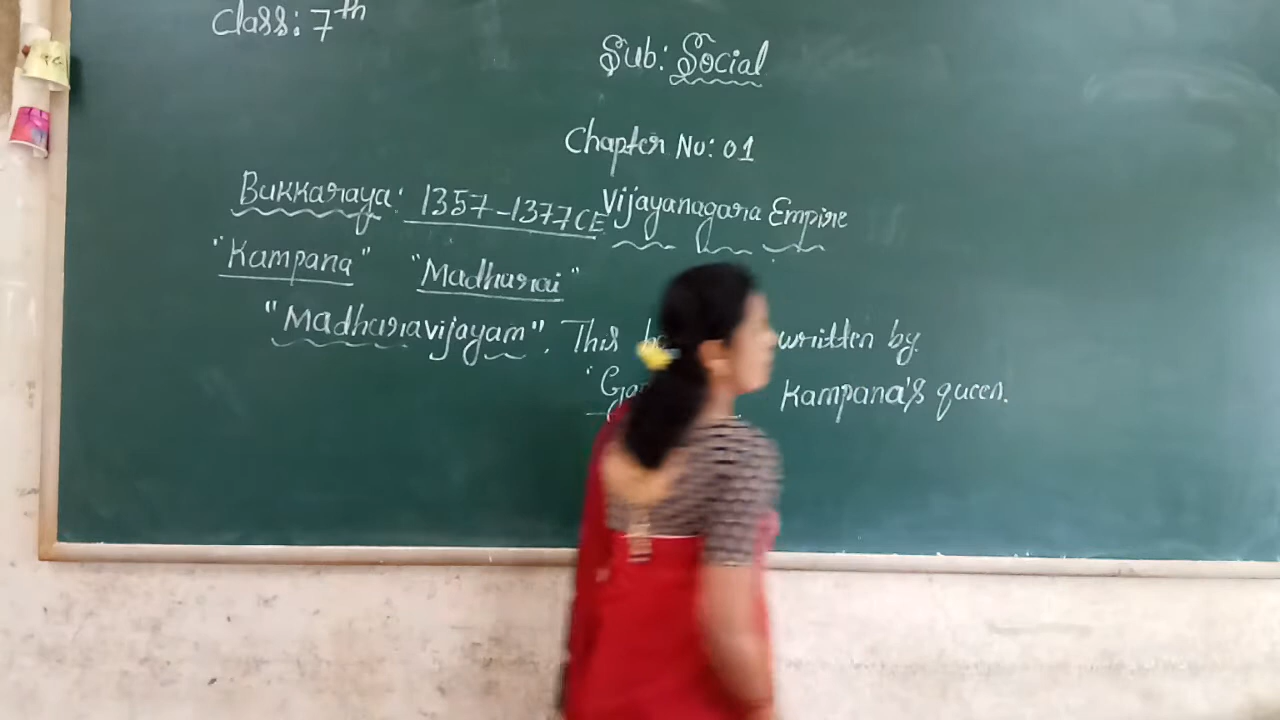 Class: 7th
Sub: Social
Chapter No: 01
Vijayanagara Empire
Bukkaraya: 1357-1377CE
"Kampana" "Madhurai"
"Madhuravijayam". This written by.
Kampana's queen.